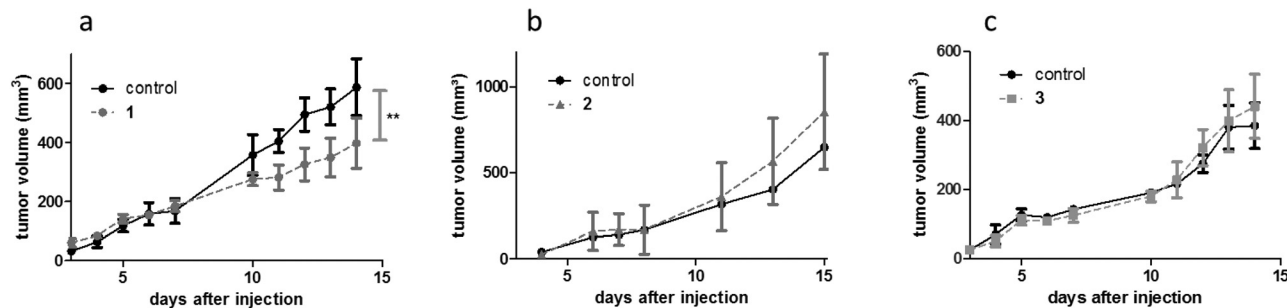 a
tumor volume (mm³)
600
400
200
0
control
1
**
5
10
15
days after injection
b
tumor volume (mm³)
1000
500
0
control
2
5
10
15
days after injection
c
tumor volume (mm³)
600
400
200
0
control
3
5
10
15
days after injection